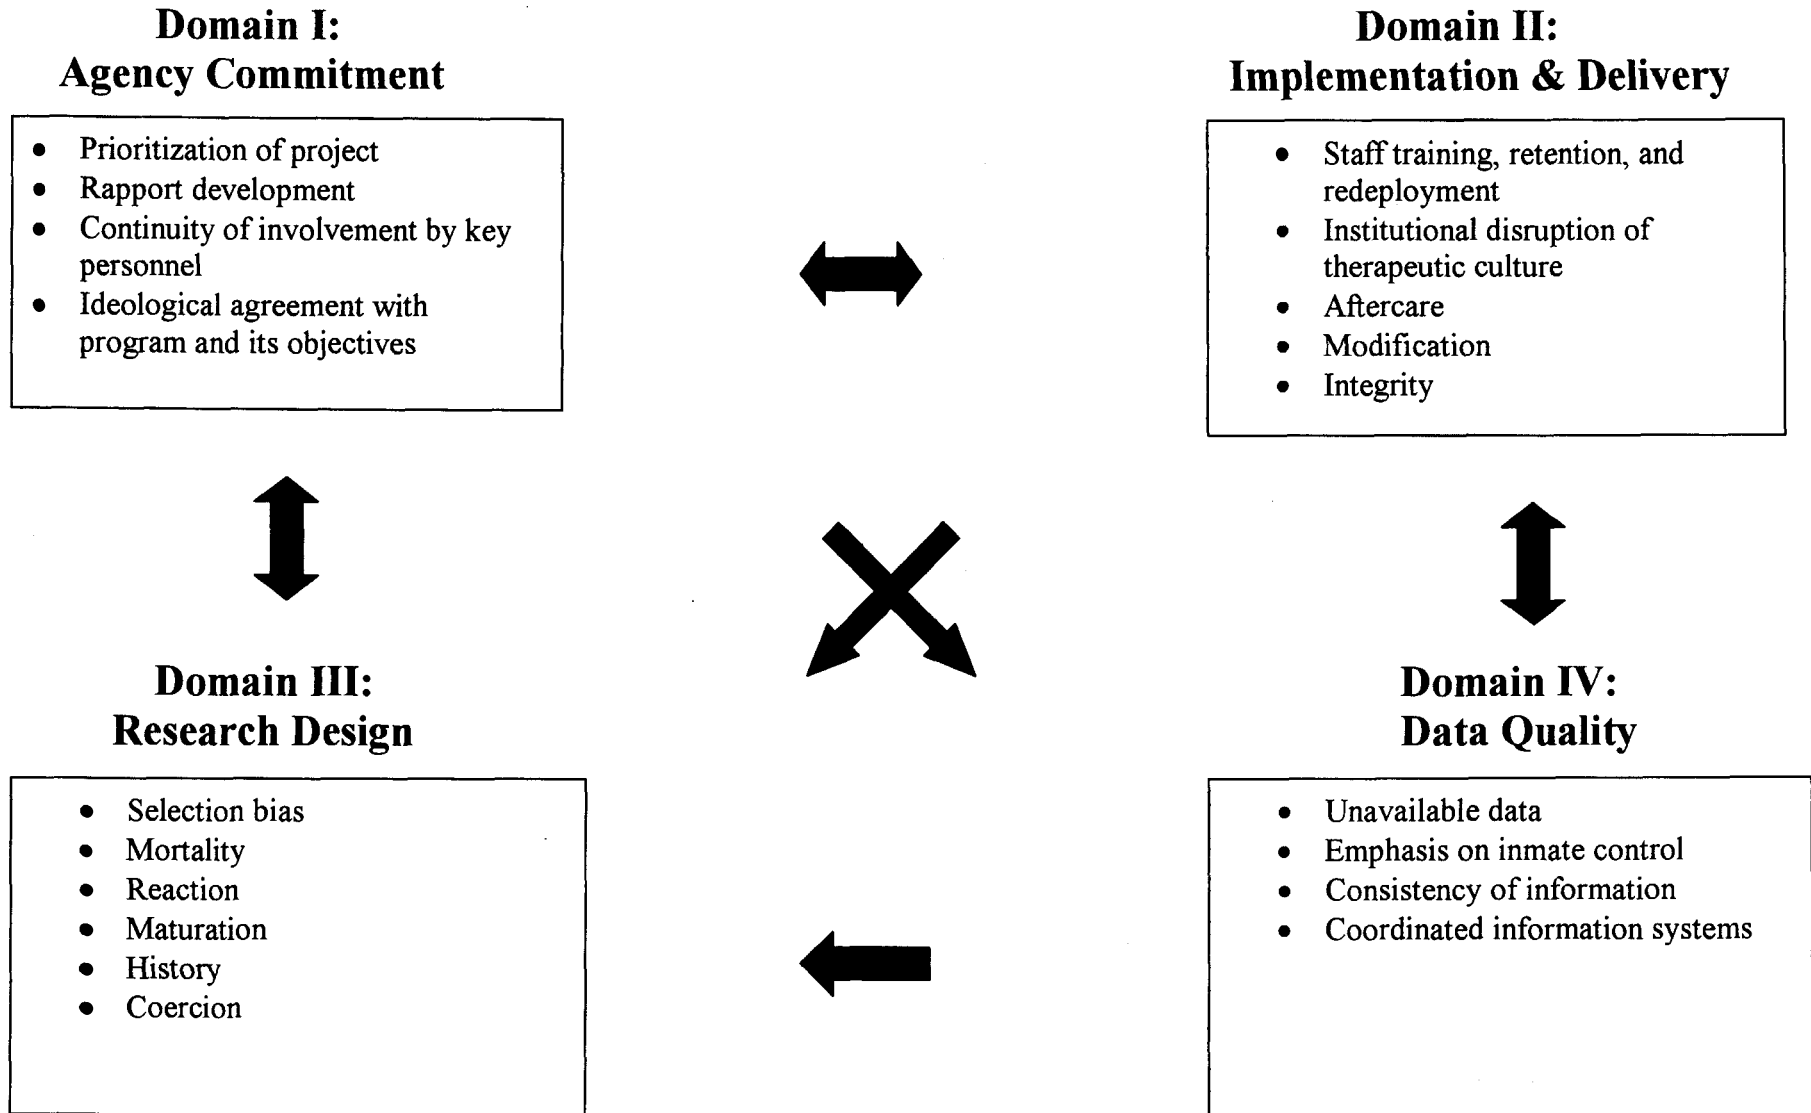 Domain I:
Agency Commitment
• Prioritization of project
• Rapport development
• Continuity of involvement by key
personnel
• Ideological agreement with
program and its objectives
Domain II:
Implementation & Delivery
• Staff training, retention, and
redeployment
• Institutional disruption of
therapeutic culture
• Aftercare
• Modification
• Integrity
Domain III:
Research Design
• Selection bias
• Mortality
• Reaction
• Maturation
• History
• Coercion
Domain IV:
Data Quality
• Unavailable data
• Emphasis on inmate control
• Consistency of information
• Coordinated information systems